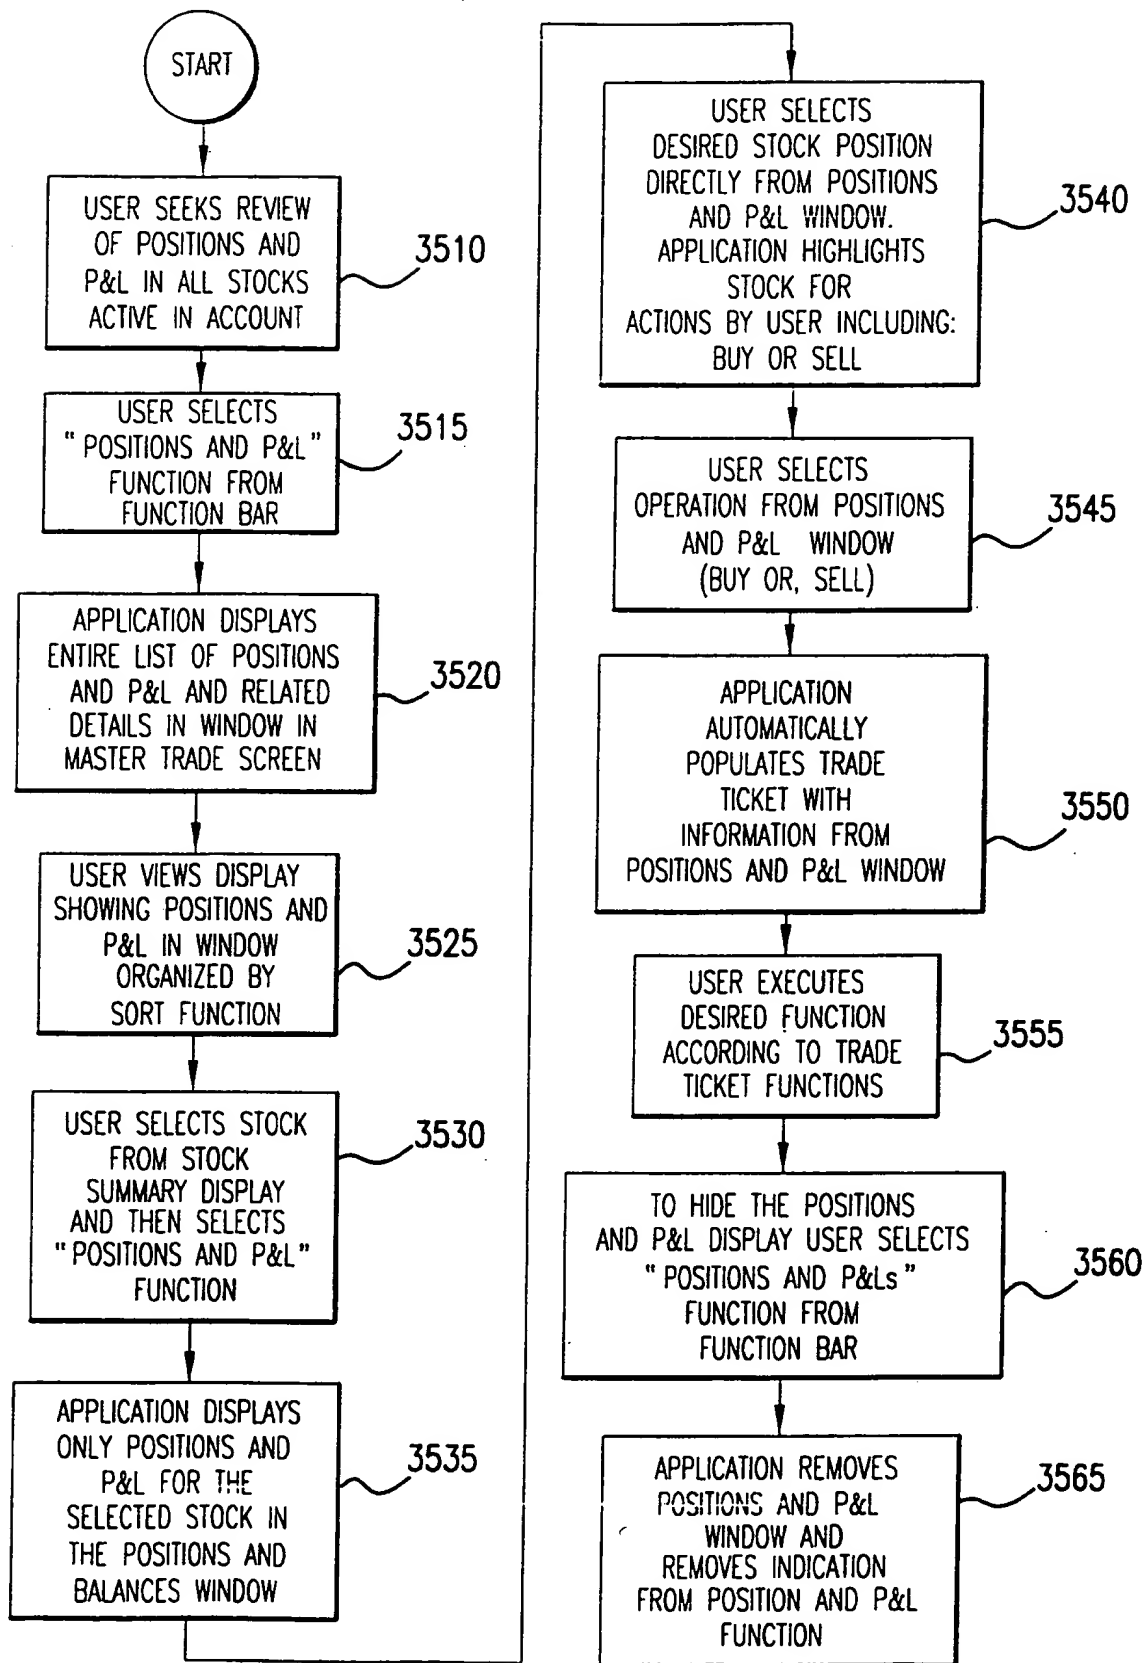 START
USER SEEKS REVIEW
OF POSITIONS AND
P&L IN ALL STOCKS
ACTIVE IN ACCOUNT
3510
USER SELECTS
"POSITIONS AND P&L"
FUNCTION FROM
FUNCTION BAR
3515
APPLICATION DISPLAYS
ENTIRE LIST OF POSITIONS
AND P&L AND RELATED
DETAILS IN WINDOW IN
MASTER TRADE SCREEN
3520
USER VIEWS DISPLAY
SHOWING POSITIONS AND
P&L IN WINDOW
ORGANIZED BY
SORT FUNCTION
3525
USER SELECTS STOCK
FROM STOCK
SUMMARY DISPLAY
AND THEN SELECTS
"POSITIONS AND P&L"
FUNCTION
3530
APPLICATION DISPLAYS
ONLY POSITIONS AND
P&L FOR THE
SELECTED STOCK IN
THE POSITIONS AND
BALANCES WINDOW
3535
USER SELECTS
DESIRED STOCK POSITION
DIRECTLY FROM POSITIONS
AND P&L WINDOW.
APPLICATION HIGHLIGHTS
STOCK FOR
ACTIONS BY USER INCLUDING:
BUY OR SELL
3540
USER SELECTS
OPERATION FROM POSITIONS
AND P&L WINDOW
(BUY OR, SELL)
3545
APPLICATION
AUTOMATICALLY
POPULATES TRADE
TICKET WITH
INFORMATION FROM
POSITIONS AND P&L WINDOW
3550
USER EXECUTES
DESIRED FUNCTION
ACCORDING TO TRADE
TICKET FUNCTIONS
3555
TO HIDE THE POSITIONS
AND P&L DISPLAY USER SELECTS
"POSITIONS AND P&Ls"
FUNCTION FROM
FUNCTION BAR
3560
APPLICATION REMOVES
POSITIONS AND P&L
WINDOW AND
REMOVES INDICATION
FROM POSITION AND P&L
FUNCTION
3565